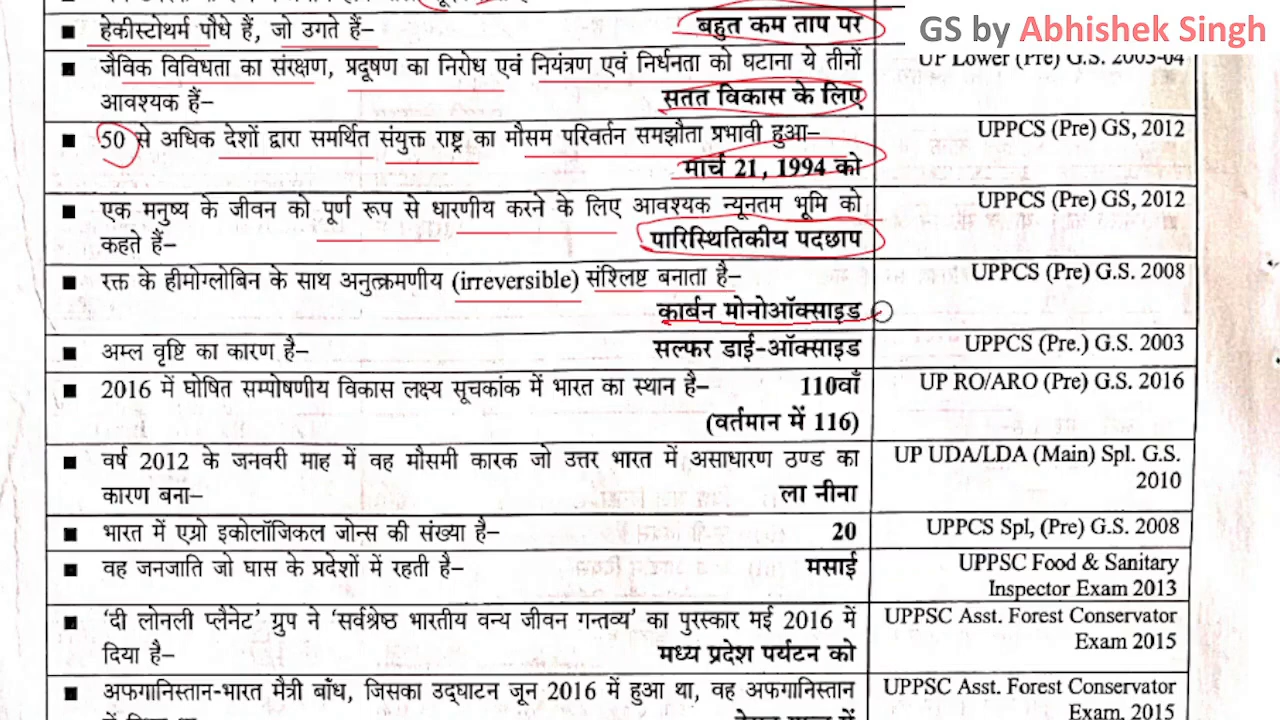 GS by Abhishek Singh
■ हेकीस्टोथर्म पौधे हैं, जो उगते हैं– बहुत कम ताप पर
■ जैविक विविधता का संरक्षण, प्रदूषण का निरोध एवं नियंत्रण एवं निर्धनता को घटाना ये तीनों UP Lower (Pre) G.S. 2003-04
आवश्यक हैं– सतत विकास के लिए
■ 50 से अधिक देशों द्वारा समर्थित संयुक्त राष्ट्र का मौसम परिवर्तन समझौता प्रभावी हुआ– UPPCS (Pre) GS, 2012
मार्च 21, 1994 को
■ एक मनुष्य के जीवन को पूर्ण रूप से धारणीय करने के लिए आवश्यक न्यूनतम भूमि को UPPCS (Pre) GS, 2012
कहते हैं– पारिस्थितिकीय पदछाप
■ रक्त के हीमोग्लोबिन के साथ अनुत्क्रमणीय (irreversible) संश्लिष्ट बनाता है– UPPCS (Pre) G.S. 2008
कार्बन मोनोऑक्साइड
■ अम्ल वृष्टि का कारण है– सल्फर डाई-ऑक्साइड UPPCS (Pre.) G.S. 2003
■ 2016 में घोषित सम्पोषणीय विकास लक्ष्य सूचकांक में भारत का स्थान है– 110वाँ UP RO/ARO (Pre) G.S. 2016
(वर्तमान में 116)
■ वर्ष 2012 के जनवरी माह में वह मौसमी कारक जो उत्तर भारत में असाधारण ठण्ड का UP UDA/LDA (Main) Spl. G.S.
कारण बना– ला नीना 2010
■ भारत में एग्रो इकोलॉजिकल जोन्स की संख्या है– 20 UPPCS Spl, (Pre) G.S. 2008
■ वह जनजाति जो घास के प्रदेशों में रहती है– मसाई UPPSC Food & Sanitary
Inspector Exam 2013
■ 'दी लोनली प्लैनेट' ग्रुप ने 'सर्वश्रेष्ठ भारतीय वन्य जीवन गन्तव्य' का पुरस्कार मई 2016 में UPPSC Asst. Forest Conservator
दिया है– मध्य प्रदेश पर्यटन को Exam 2015
■ अफगानिस्तान-भारत मैत्री बाँध, जिसका उद्घाटन जून 2016 में हुआ था, वह अफगानिस्तान UPPSC Asst. Forest Conservator
Exam. 2015